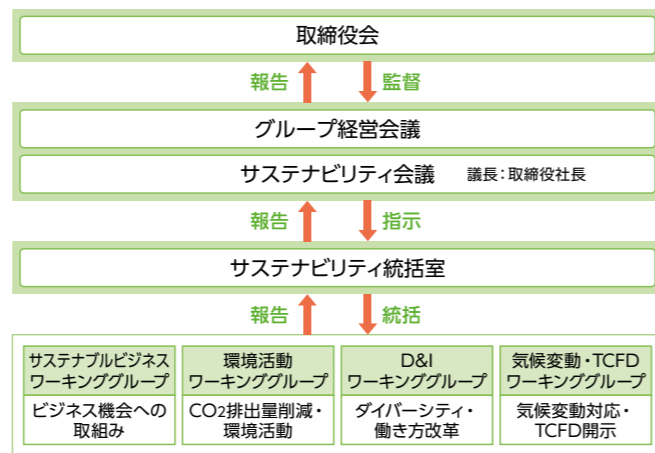 取締役会
報告 監督
グループ経営会議
サステナビリティ会議 議長：取締役社長
報告 指示
サステナビリティ統括室
報告 統括
サステナブルビジネス
ワーキンググループ
ビジネス機会への
取組み
環境活動
ワーキンググループ
CO2排出量削減・
環境活動
D&I
ワーキンググループ
ダイバーシティ・
働き方改革
気候変動・TCFD
ワーキンググループ
気候変動対応・
TCFD開示